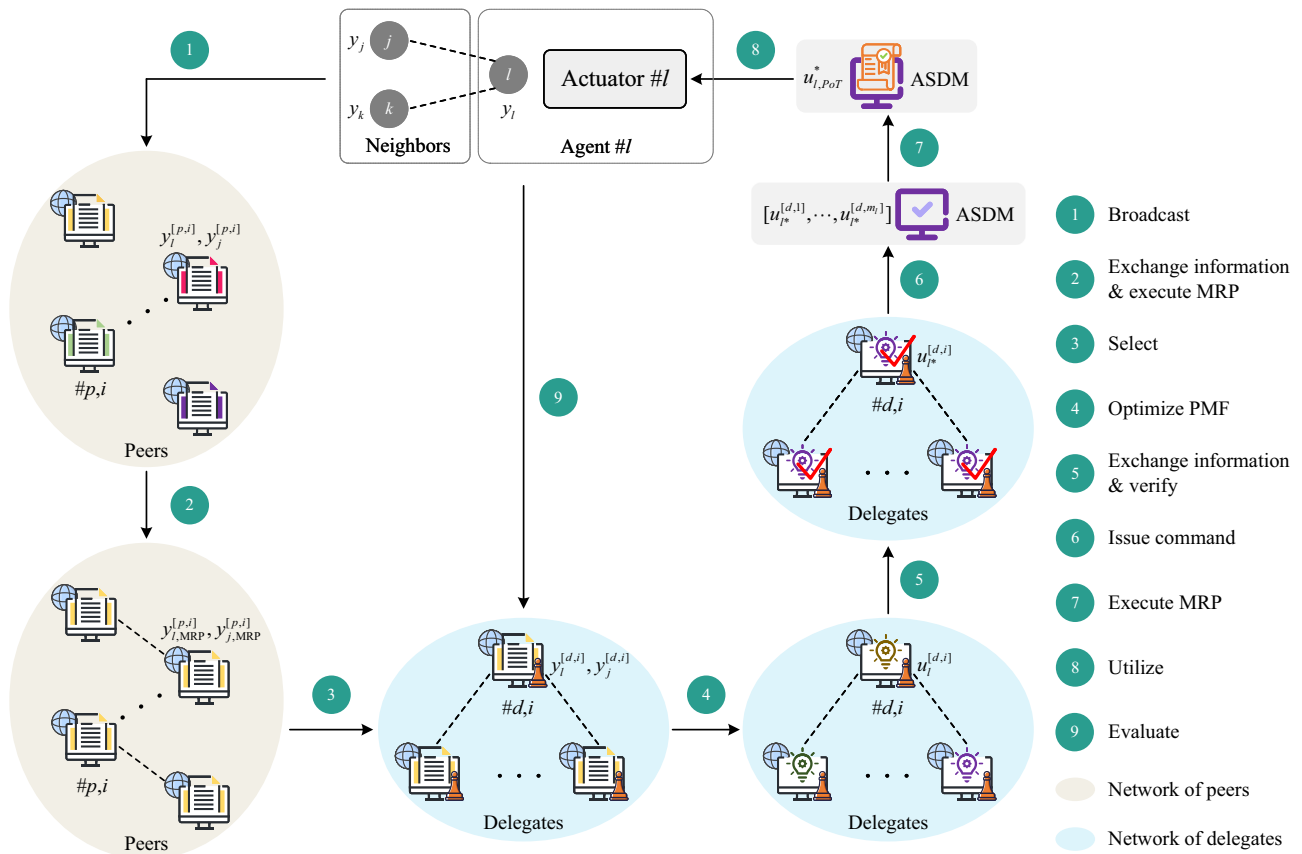 1
y_j
j
y_k
k
Neighbors
l
y_l
Actuator #l
Agent #l
8
u^*_{l,PoT}
ASDM
7
[u_{l*}^{[d,1]}, ⋯, u_{l*}^{[d,m_l]}]
ASDM
6
y_l^{[p,i]}, y_j^{[p,i]}
#p,i
Peers
2
y_{l,MRP}^{[p,i]}, y_{j,MRP}^{[p,i]}
#p,i
Peers
3
9
y_l^{[d,i]}, y_j^{[d,i]}
#d,i
Delegates
4
u_l^{[d,i]}
#d,i
Delegates
5
u_{l*}^{[d,i]}
#d,i
Delegates
1 Broadcast
2 Exchange information
& execute MRP
3 Select
4 Optimize PMF
5 Exchange information
& verify
6 Issue command
7 Execute MRP
8 Utilize
9 Evaluate
Network of peers
Network of delegates